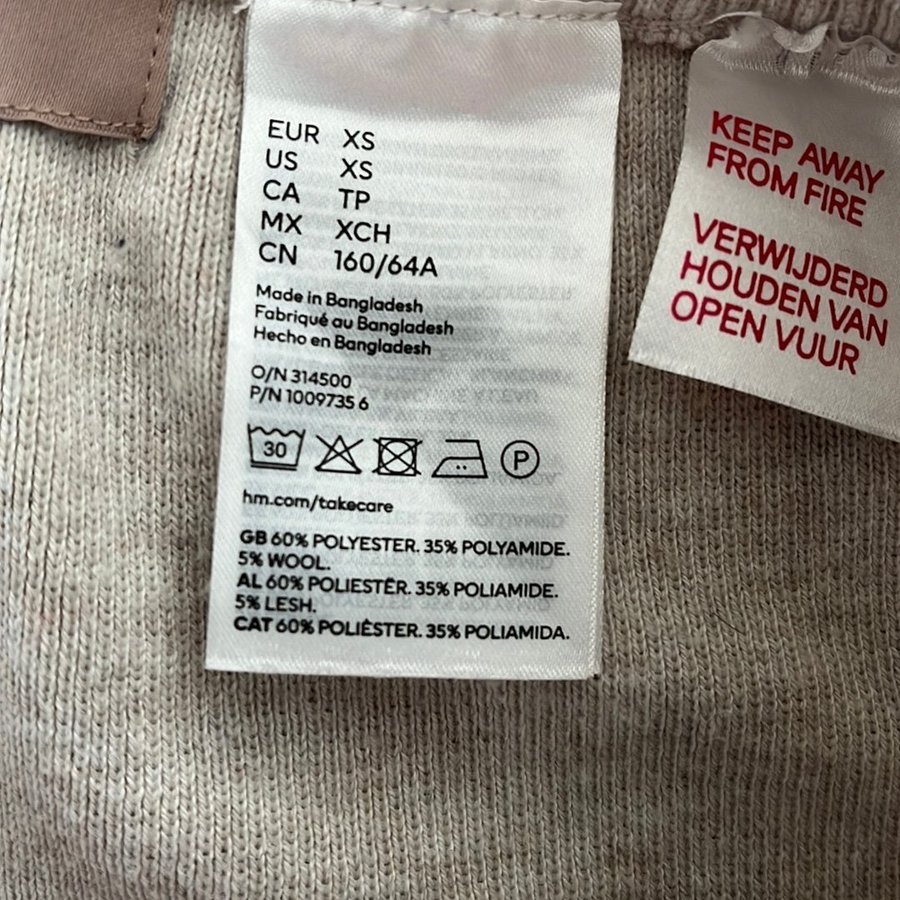 EUR XS
US XS
CA TP
MX XCH
CN 160/64A
Made in Bangladesh
Fabriqué au Bangladesh
Hecho en Bangladesh
O/N 314500
P/N 1009735 6
30
P
hm.com/takecare
GB 60% POLYESTER. 35% POLYAMIDE.
5% WOOL.
AL 60% POLIESTËR. 35% POLIAMIDE.
5% LESH.
CAT 60% POLIÈSTER. 35% POLIAMIDA.
KEEP AWAY
FROM FIRE
VERWIJDERD
HOUDEN VAN
OPEN VUUR